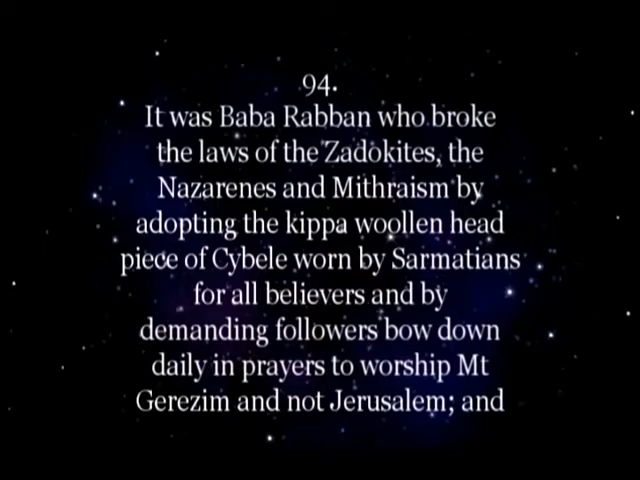 94.
It was Baba Rabban who broke
the laws of the Zadokites, the
Nazarenes and Mithraism by
adopting the kippa woollen head
piece of Cybele worn by Sarmatians
for all believers and by
demanding followers bow down
daily in prayers to worship Mt
Gerezim and not Jerusalem; and